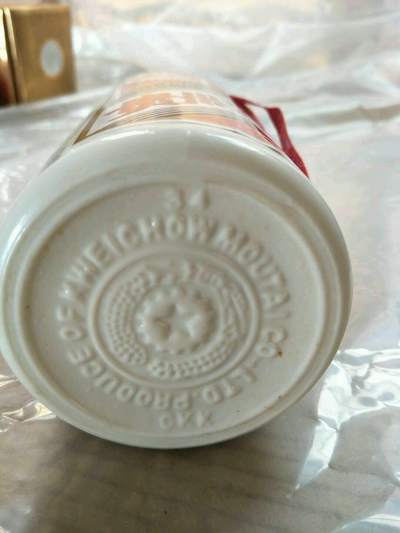 34
PRODUCE OF KWEICHOW MOUTAI CO., LTD